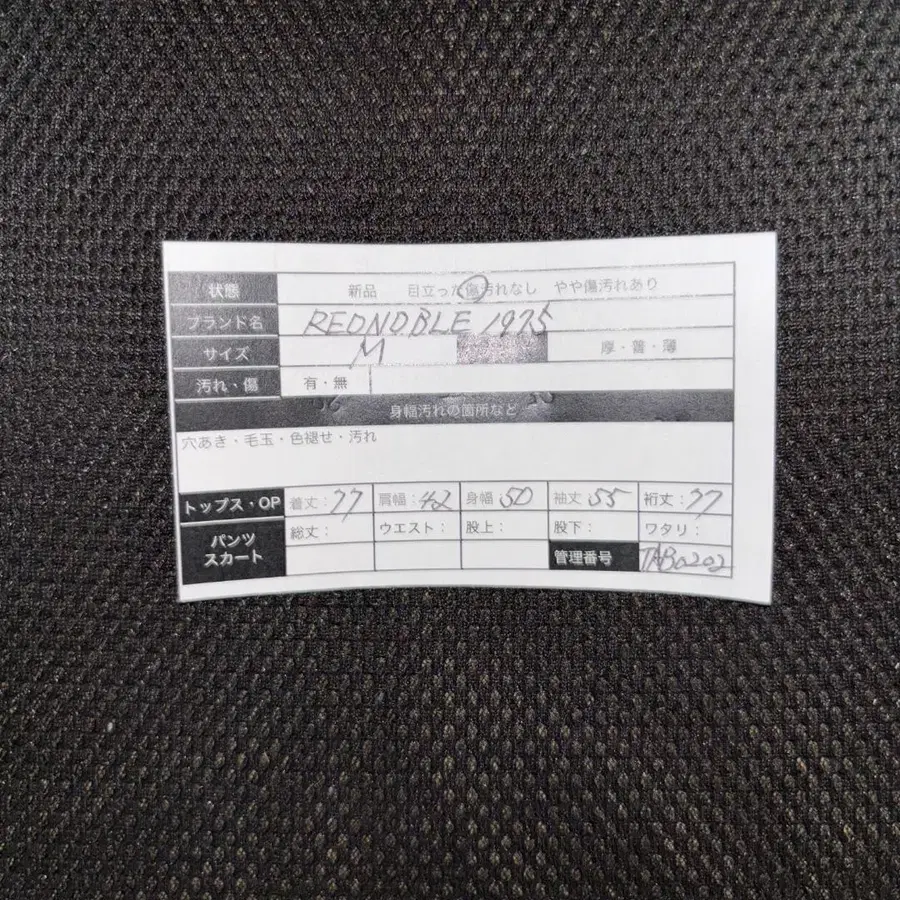 状態 新品 目立った傷汚れなし やや傷汚れあり
ブランド名 REDNOBLE 1975
サイズ M 厚・普・薄
汚れ・傷 有・無
身幅汚れの箇所など
穴あき・毛玉・色褪せ・汚れ
トップス・OP 着丈:77 肩幅:42 身幅:50 袖丈:55 裄丈:77
パンツ スカート 総丈: ウエスト: 股上: 股下: ワタリ:
管理番号 TAB0202